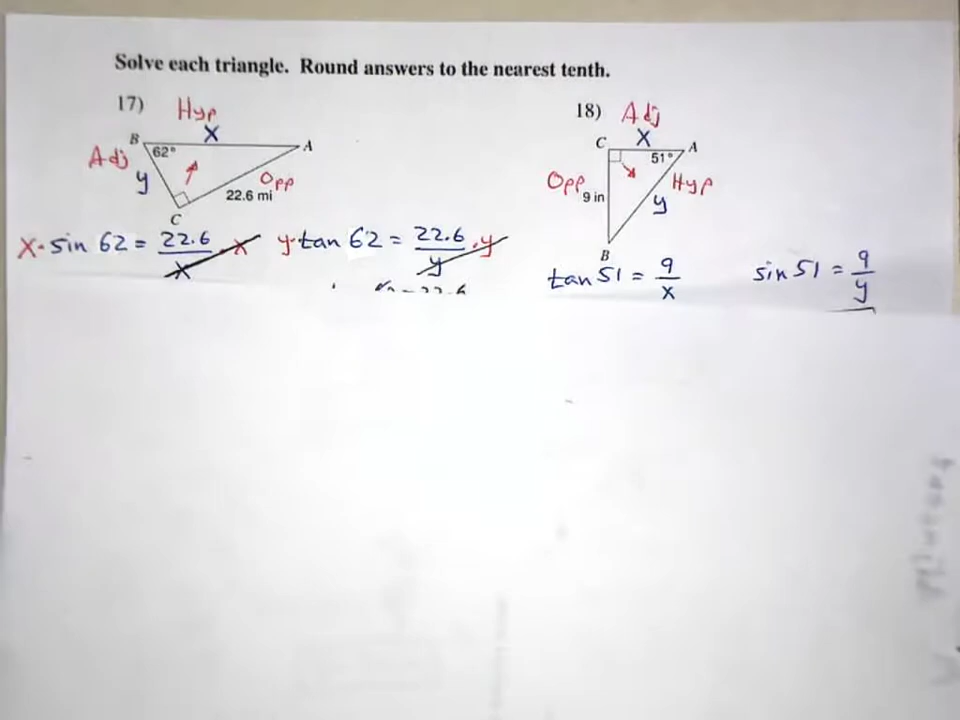 Solve each triangle. Round answers to the nearest tenth.
17) Hyp
X
B 62° A
Adj y Opp
22.6 mi
C
X · sin 62 = 22.6 / x · x
y · tan 62 = 22.6 / y · y
18) Adj
X
C 51° A
Opp 9 in Hyp
y
B
tan 51 = 9 / x
sin 51 = 9 / y